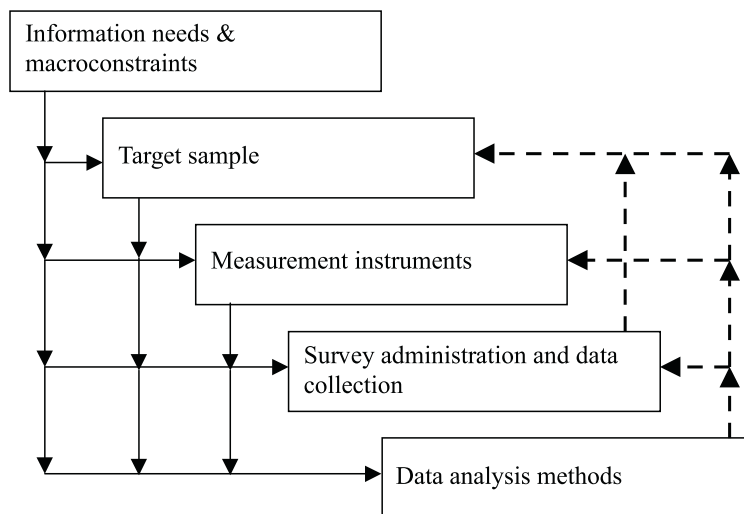 Information needs &
macroconstraints
Target sample
Measurement instruments
Survey administration and data
collection
Data analysis methods